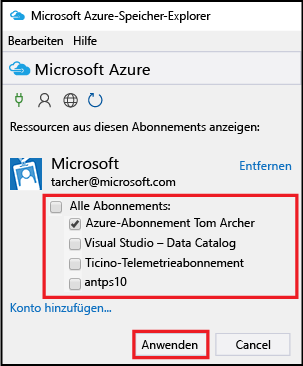 Microsoft Azure-Speicher-Explorer
Bearbeiten Hilfe
Microsoft Azure
Ressourcen aus diesen Abonnements anzeigen:
Microsoft Entfernen
tarcher@microsoft.com
Alle Abonnements:
Azure-Abonnement Tom Archer
Visual Studio – Data Catalog
Ticino-Telemetrieabonnement
antps10
Konto hinzufügen...
Anwenden Cancel